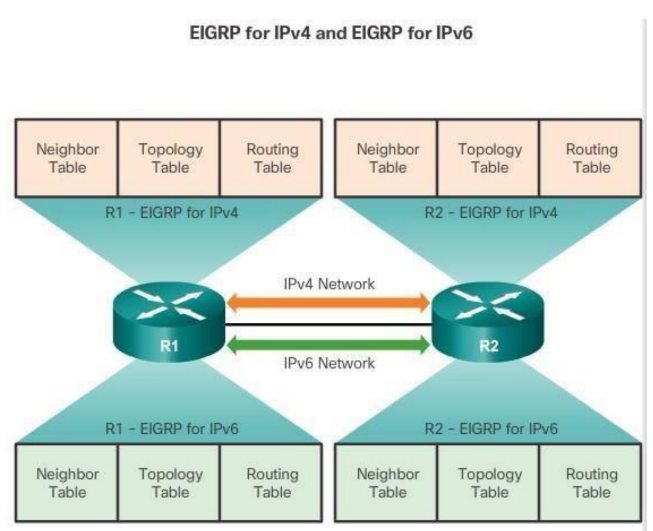 EIGRP for IPv4 and EIGRP for IPv6
Neighbor Table
Topology Table
Routing Table
Neighbor Table
Topology Table
Routing Table
R1 - EIGRP for IPv4
R2 - EIGRP for IPv4
IPv4 Network
R1
R2
IPv6 Network
R1 - EIGRP for IPv6
R2 - EIGRP for IPv6
Neighbor Table
Topology Table
Routing Table
Neighbor Table
Topology Table
Routing Table